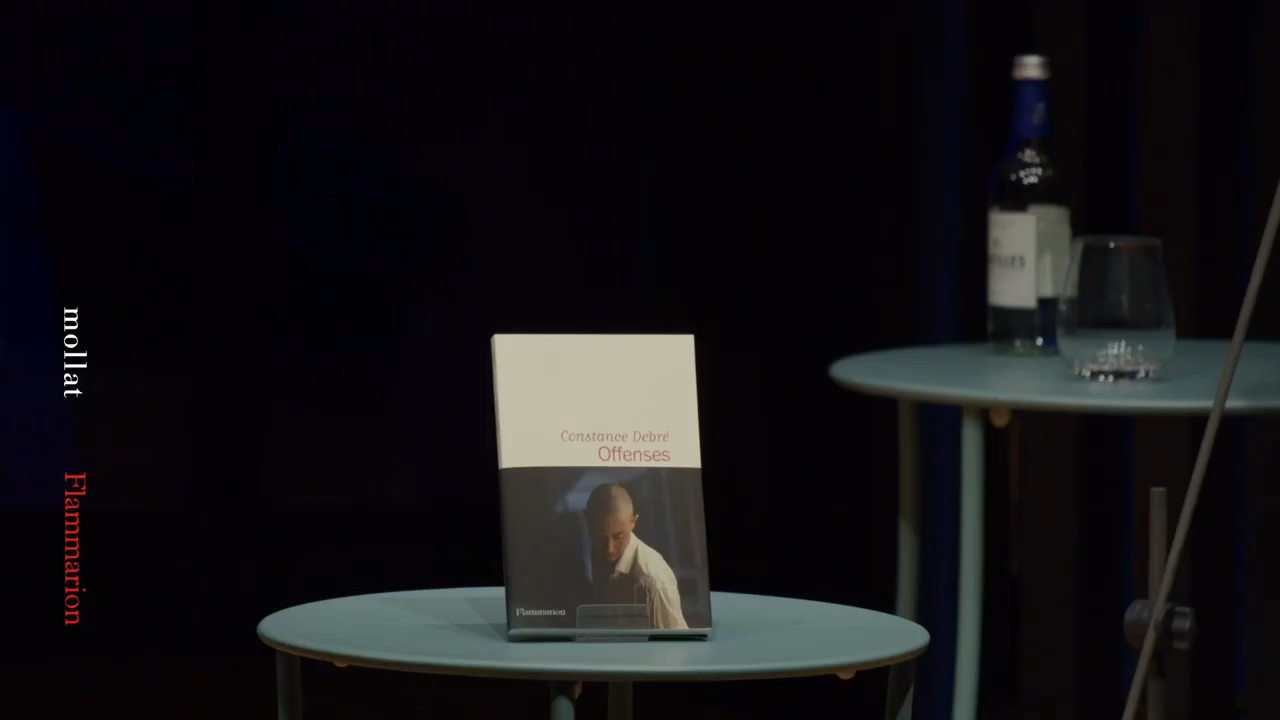 mollat
Flammarion
Constance Debré
Offenses
Flammarion